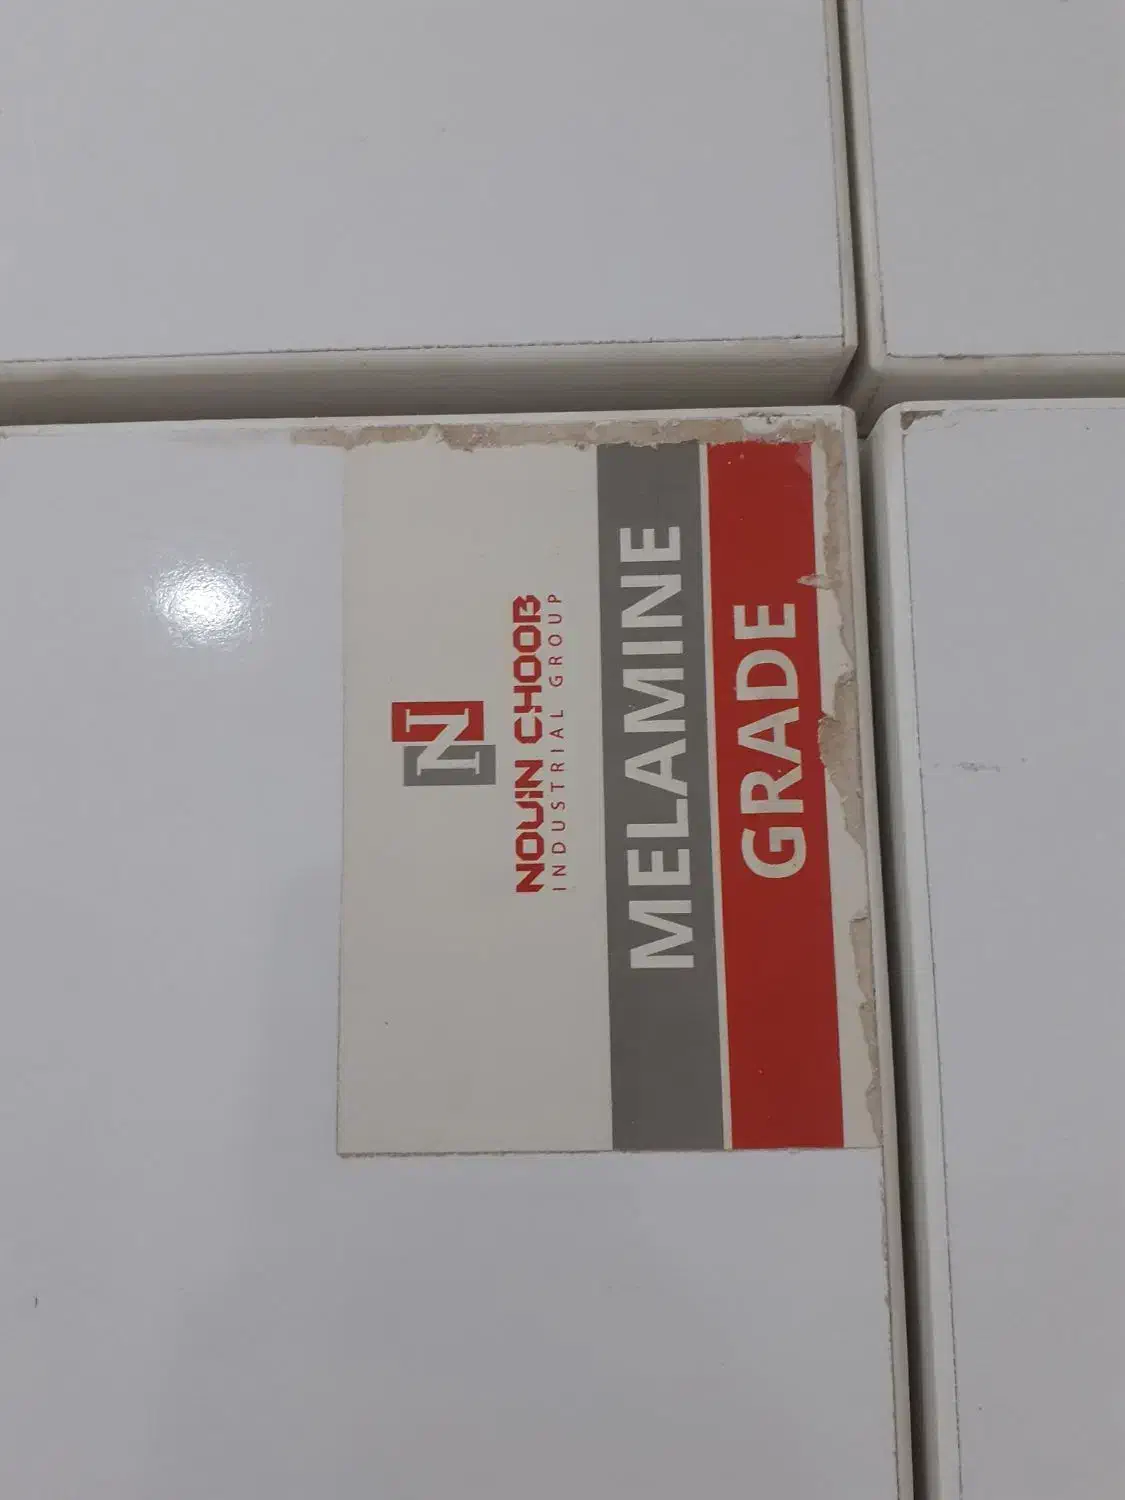 N
NOUIN CHOOB
INDUSTRIAL GROUP
MELAMINE
GRADE